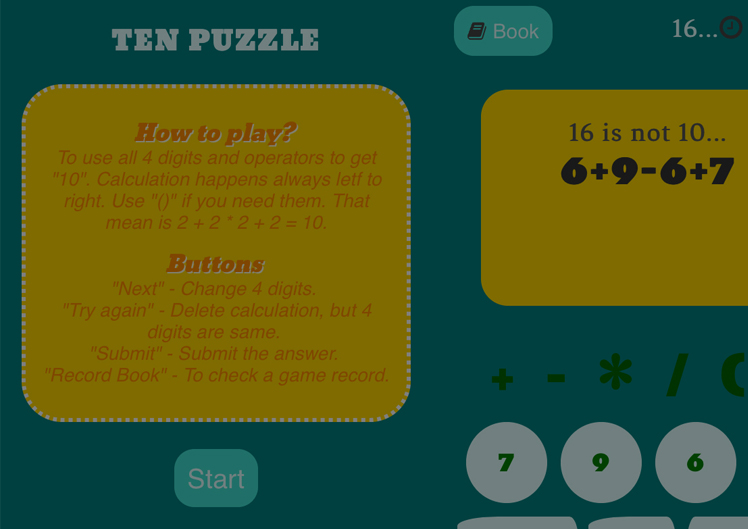 TEN PUZZLE
How to play?
To use all 4 digits and operators to get
"10". Calculation happens always letf to
right. Use "()" if you need them. That
mean is 2 + 2 * 2 + 2 = 10.
Buttons
"Next" - Change 4 digits.
"Try again" - Delete calculation, but 4
digits are same.
"Submit" - Submit the answer.
"Record Book" - To check a game record.
Start
Book
16...
16 is not 10...
6+9-6+7
+ - * / (
7 9 6